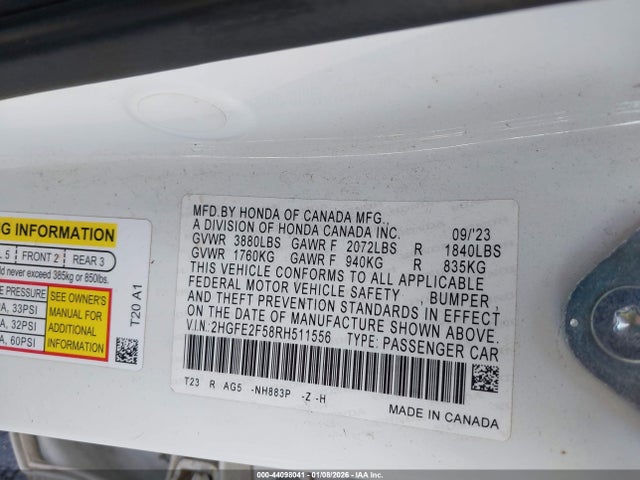 MFD.BY HONDA OF CANADA MFG.,
A DIVISION OF HONDA CANADA INC. 09/'23
GVWR 3880LBS GAWR F 2072LBS R 1840LBS
GVWR 1760KG GAWR F 940KG R 835KG
THIS VEHICLE CONFORMS TO ALL APPLICABLE
FEDERAL MOTOR VEHICLE SAFETY , BUMPER
AND THEFT PREVENTION STANDARDS IN EFFECT
ON THE DATE OF MANUFACTURE SHOWN ABOVE.
V.I.N: 2HGFE2F58RH511556 TYPE: PASSENGER CAR
T23 R AG5 -NH883P -Z -H
MADE IN CANADA
NG INFORMATION
5 FRONT 2 REAR 3
never exceed 385kg or 850lbs.
PRESSURE
33PSI
32PSI
60PSI
SEE OWNER'S
MANUAL FOR
ADDITIONAL
INFORMATION
T20 A1
000-44098041 - 01/08/2026 - IAA Inc.